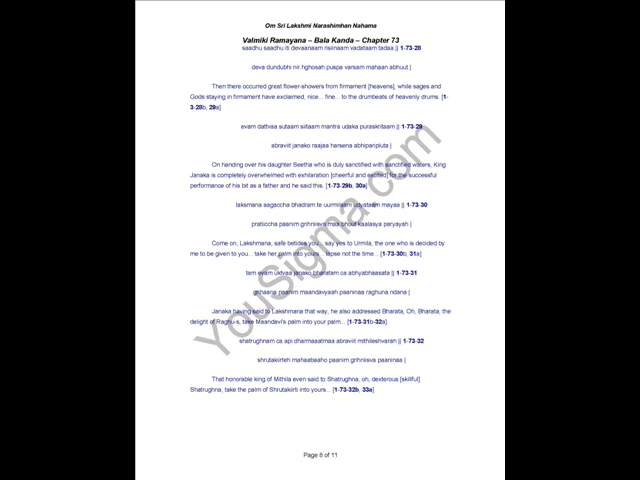 Om Sri Lakshmi Narashimhan Nahama
Valmiki Ramayana – Bala Kanda – Chapter 73
saadhu saadhu iti devaanaam risiinaam vadataam tadaa || 1-73-28
deva dundubhi nir hghosah puspa varsam mahaan abhuut |
Then there occurred great flower-showers from firmament [heavens], while sages and
Gods staying in firmament have exclaimed, nice... fine... to the drumbeats of heavenly drums. [1-
3-28b, 29a]
evam dattvaa sutaam siitaam mantra udaka puraskritaam || 1-73-29
abraviit janako raajaa harsena abhiparipluta |
On handing over his daughter Seetha who is duly sanctified with sanctified waters, King
Janaka is completely overwhelmed with exhilaration [cheerful and excited] for the successful
performance of his bit as a father and he said this. [1-73-29b, 30a]
laksmana aagaccha bhadram te uurmilaam udyataam mayaa || 1-73-30
pratiiccha paanim grihniisva maa bhuut kaalasya paryayah |
Come on, Lakshmana, safe betides you... say yes to Urmila, the one who is decided by
me to be given to you... take her palm into yours... lapse not the time... [1-73-30b, 31a]
tam evam uktvaa janako bharatam ca abhyabhaasata || 1-73-31
grihaana paanim maandavyaah paaninaa raghuna ndana |
Janaka having said to Lakshmana that way, he also addressed Bharata, Oh, Bharata, the
delight of Raghu-s, take Maandavi's palm into your palm... [1-73-31b-32a]
shatrughnam ca api dharmaaatmaa abraviit mthileshvarah || 1-73-32
shrutakiirteh mahaabaaho paanim grihniisva paaninaa |
That honorable king of Mithila even said to Shatrughna, oh, dexterous [skillful]
Shatrughna, take the palm of Shrutakiirti into yours... [1-73-32b, 33a]
YouSigma.com
Page 8 of 11